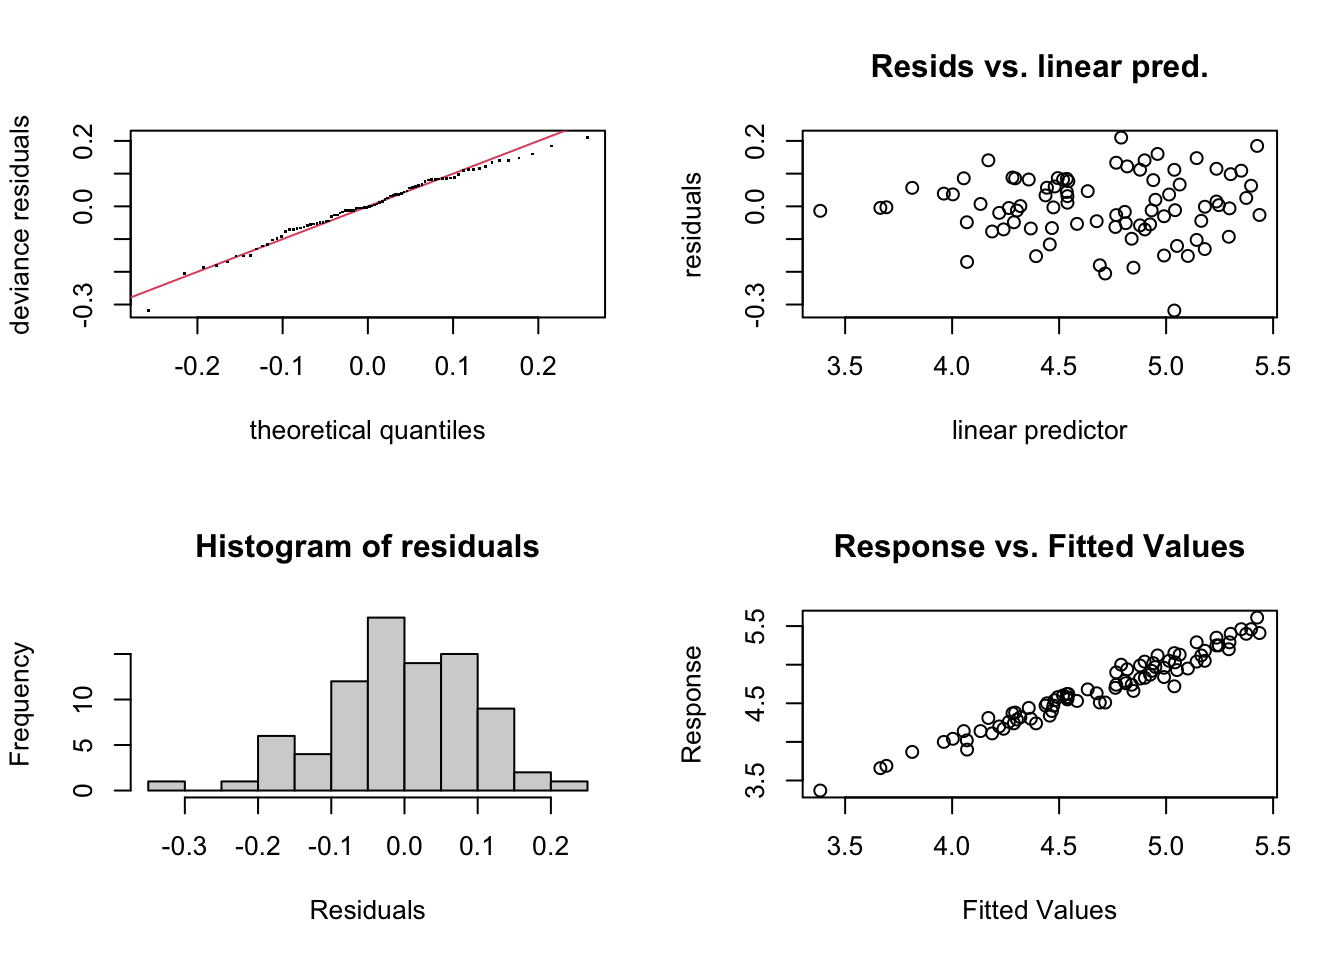 deviance residuals
0.2
0.0
-0.3
-0.2 -0.1 0.0 0.1 0.2
theoretical quantiles
Resids vs. linear pred.
residuals
0.2
0.0
-0.3
3.5 4.0 4.5 5.0 5.5
linear predictor
Histogram of residuals
Frequency
10
5
0
-0.3 -0.2 -0.1 0.0 0.1 0.2
Residuals
Response vs. Fitted Values
Response
5.5
4.5
3.5
3.5 4.0 4.5 5.0 5.5
Fitted Values